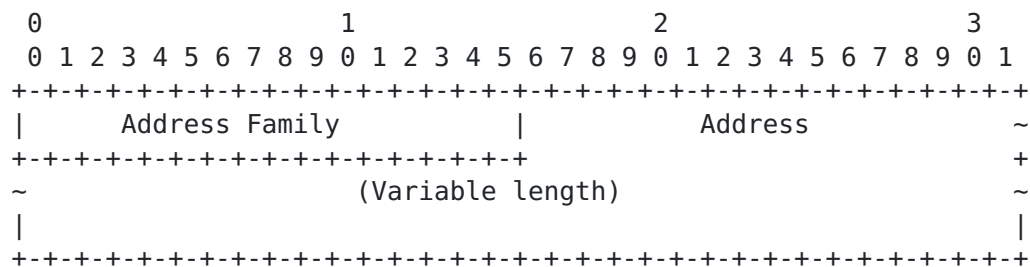 0                   1                   2                   3
 0 1 2 3 4 5 6 7 8 9 0 1 2 3 4 5 6 7 8 9 0 1 2 3 4 5 6 7 8 9 0 1
+-+-+-+-+-+-+-+-+-+-+-+-+-+-+-+-+-+-+-+-+-+-+-+-+-+-+-+-+-+-+-+-+
|      Address Family           |           Address             ~
+-+-+-+-+-+-+-+-+-+-+-+-+-+-+-+-+                               +
~                     (Variable length)                         ~
|                                                               |
+-+-+-+-+-+-+-+-+-+-+-+-+-+-+-+-+-+-+-+-+-+-+-+-+-+-+-+-+-+-+-+-+